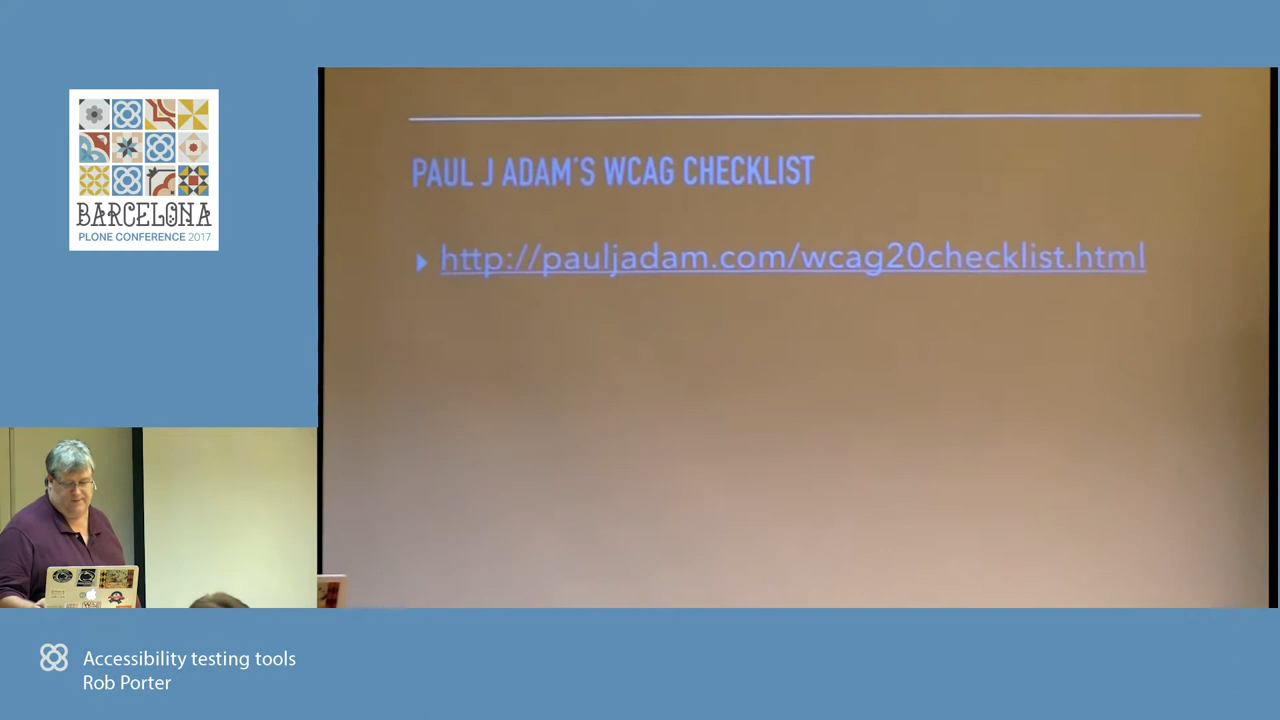 BARCELONA
PLONE CONFERENCE 2017
PAUL J ADAM'S WCAG CHECKLIST
http://pauljadam.com/wcag20checklist.html
Accessibility testing tools
Rob Porter